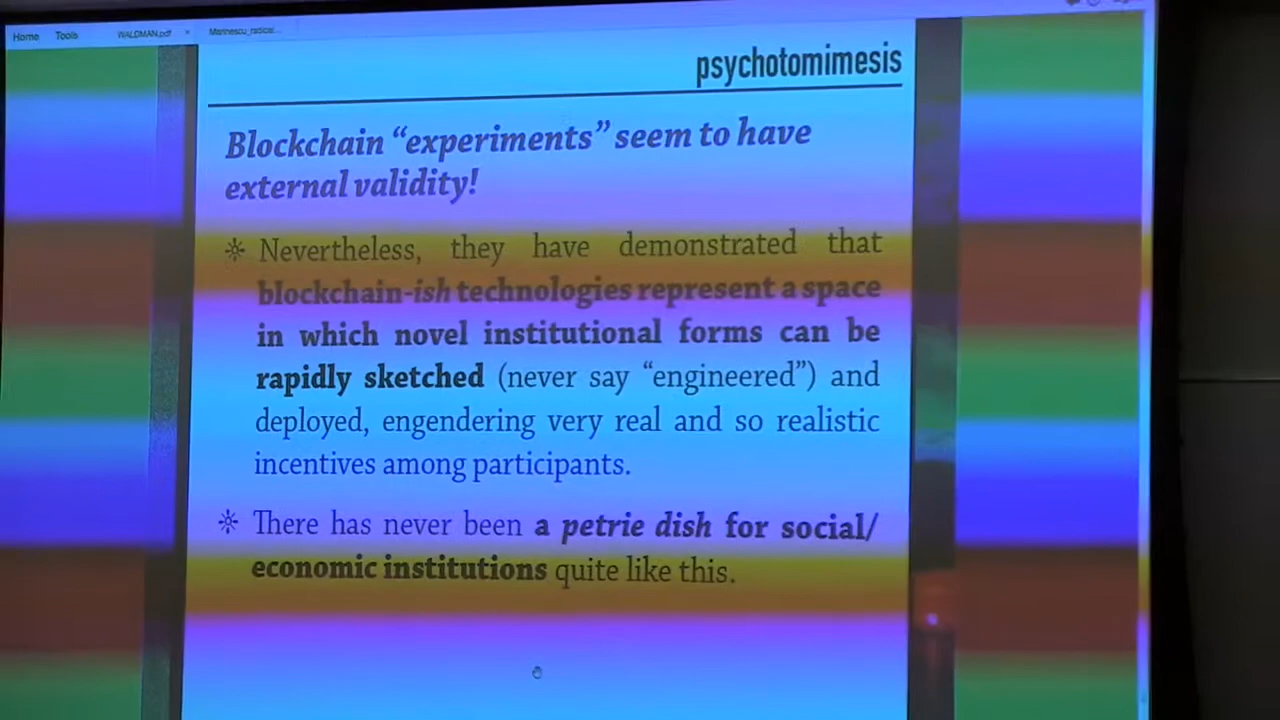 Home Tools WALDMAN.pdf × Marinescu_radical...
psychotomimesis
Blockchain “experiments” seem to have
external validity!
Nevertheless, they have demonstrated that
blockchain-ish technologies represent a space
in which novel institutional forms can be
rapidly sketched (never say “engineered”) and
deployed, engendering very real and so realistic
incentives among participants.
There has never been a petrie dish for social/
economic institutions quite like this.